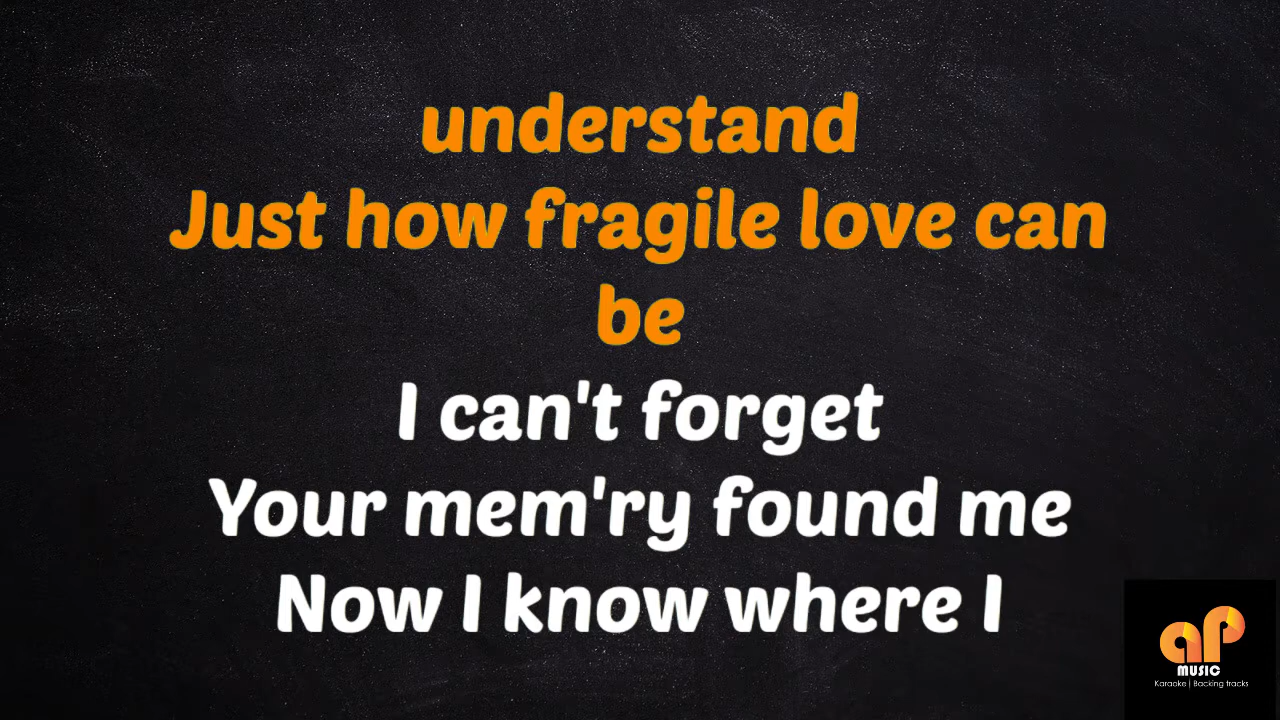 understand
Just how fragile love can
be
I can't forget
Your mem'ry found me
Now I know where I
aP
MUSIC
Karaoke | Backing tracks